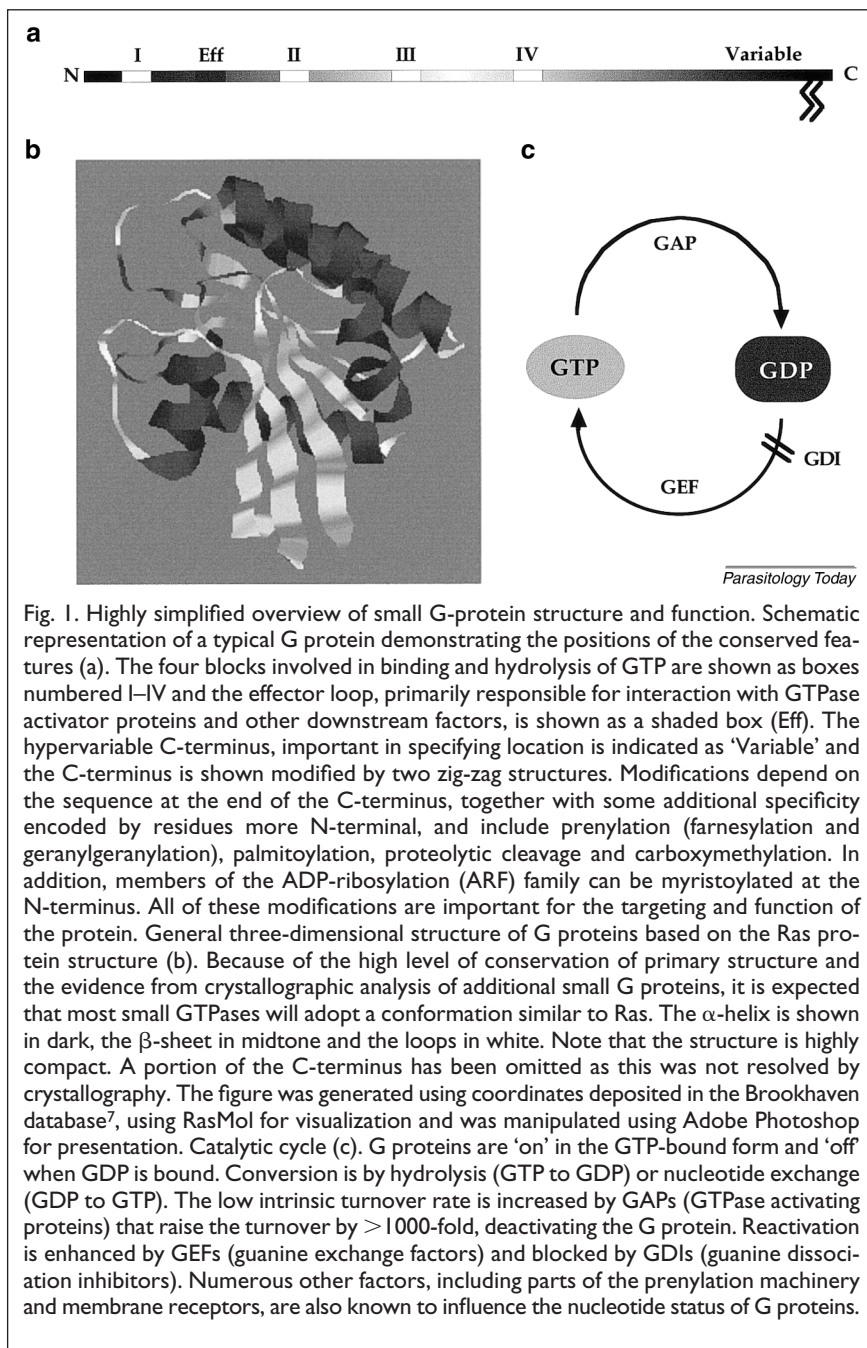 a
I Eff II III IV Variable
N C
b c
GAP
GTP GDP
GDI
GEF
Parasitology Today
Fig. 1. Highly simplified overview of small G-protein structure and function. Schematic
representation of a typical G protein demonstrating the positions of the conserved fea-
tures (a). The four blocks involved in binding and hydrolysis of GTP are shown as boxes
numbered I–IV and the effector loop, primarily responsible for interaction with GTPase
activator proteins and other downstream factors, is shown as a shaded box (Eff). The
hypervariable C-terminus, important in specifying location is indicated as ‘Variable’ and
the C-terminus is shown modified by two zig-zag structures. Modifications depend on
the sequence at the end of the C-terminus, together with some additional specificity
encoded by residues more N-terminal, and include prenylation (farnesylation and
geranylgeranylation), palmitoylation, proteolytic cleavage and carboxymethylation. In
addition, members of the ADP-ribosylation (ARF) family can be myristoylated at the
N-terminus. All of these modifications are important for the targeting and function of
the protein. General three-dimensional structure of G proteins based on the Ras pro-
tein structure (b). Because of the high level of conservation of primary structure and
the evidence from crystallographic analysis of additional small G proteins, it is expected
that most small GTPases will adopt a conformation similar to Ras. The α-helix is shown
in dark, the β-sheet in midtone and the loops in white. Note that the structure is highly
compact. A portion of the C-terminus has been omitted as this was not resolved by
crystallography. The figure was generated using coordinates deposited in the Brookhaven
database⁷, using RasMol for visualization and was manipulated using Adobe Photoshop
for presentation. Catalytic cycle (c). G proteins are ‘on’ in the GTP-bound form and ‘off’
when GDP is bound. Conversion is by hydrolysis (GTP to GDP) or nucleotide exchange
(GDP to GTP). The low intrinsic turnover rate is increased by GAPs (GTPase activating
proteins) that raise the turnover by >1000-fold, deactivating the G protein. Reactivation
is enhanced by GEFs (guanine exchange factors) and blocked by GDIs (guanine dissoci-
ation inhibitors). Numerous other factors, including parts of the prenylation machinery
and membrane receptors, are also known to influence the nucleotide status of G proteins.